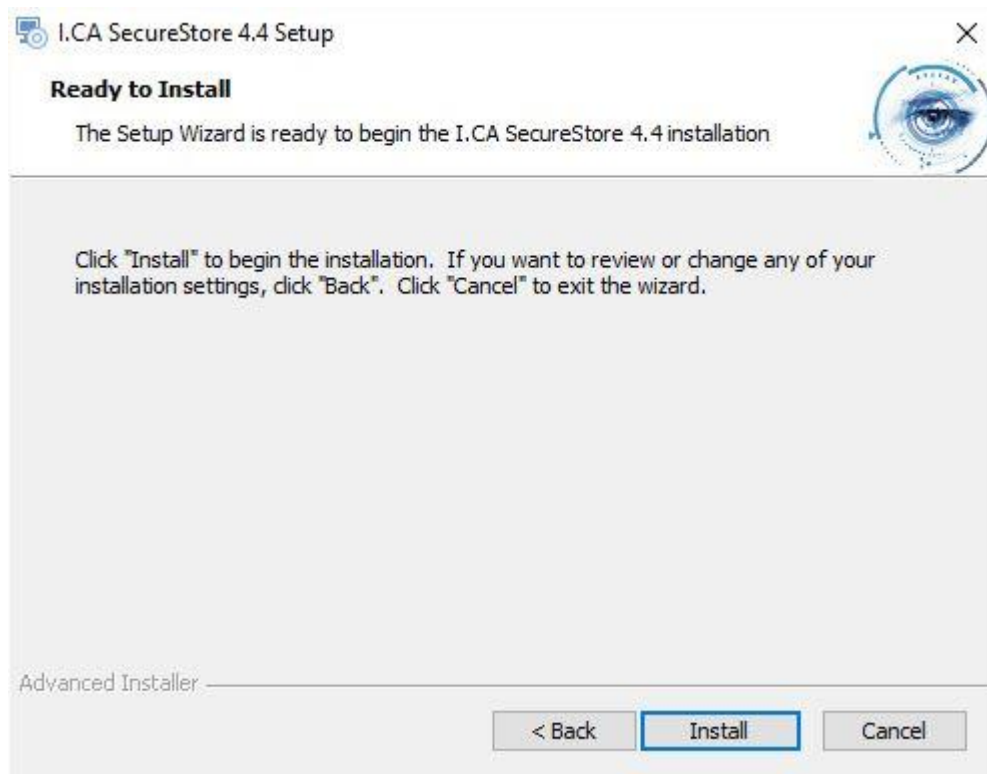 I.CA SecureStore 4.4 Setup
Ready to Install
The Setup Wizard is ready to begin the I.CA SecureStore 4.4 installation
Click "Install" to begin the installation.  If you want to review or change any of your
installation settings, click "Back".  Click "Cancel" to exit the wizard.
Advanced Installer
< Back
Install
Cancel